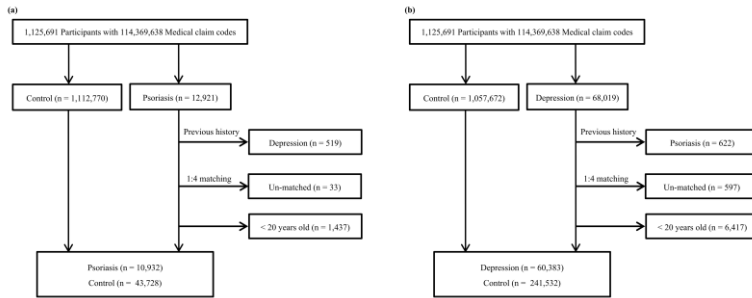 (a)
1,125,691 Participants with 114,369,638 Medical claim codes
Control (n = 1,112,770)
Psoriasis (n = 12,921)
Previous history
Depression (n = 519)
1:4 matching
Un-matched (n = 33)
< 20 years old (n = 1,437)
Psoriasis (n = 10,932)
Control (n = 43,728)
(b)
1,125,691 Participants with 114,369,638 Medical claim codes
Control (n = 1,057,672)
Depression (n = 68,019)
Previous history
Psoriasis (n = 622)
1:4 matching
Un-matched (n = 597)
< 20 years old (n = 6,417)
Depression (n = 60,383)
Control (n = 241,532)